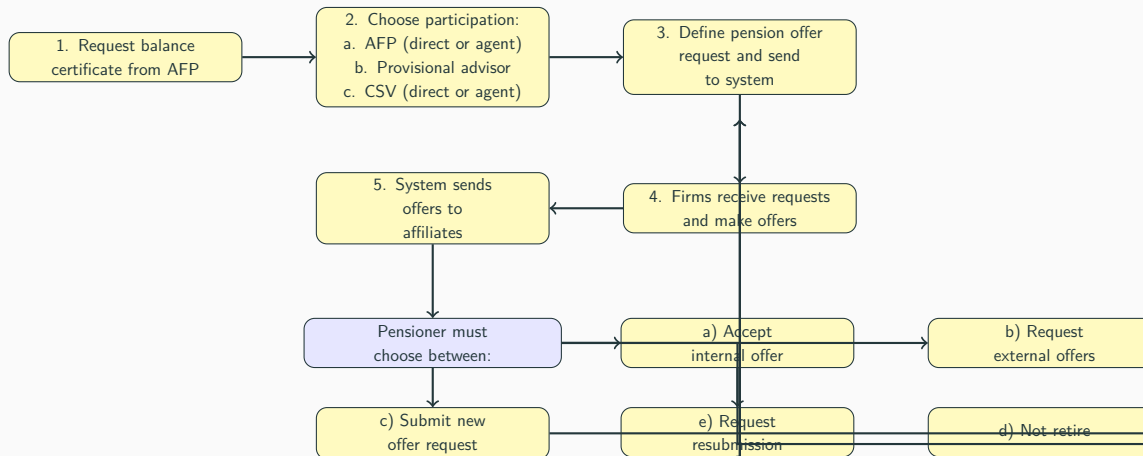 1. Request balance
certificate from AFP
2. Choose participation:
a. AFP (direct or agent)
b. Provisional advisor
c. CSV (direct or agent)
3. Define pension offer
request and send
to system
5. System sends
offers to
affiliates
4. Firms receive requests
and make offers
Pensioner must
choose between:
a) Accept
internal offer
b) Request
external offers
c) Submit new
offer request
e) Request
resubmission
d) Not retire